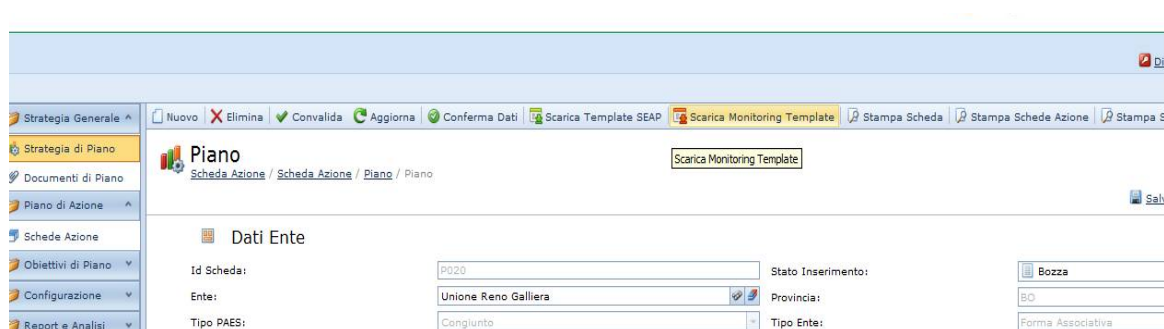 Di
Strategia Generale
Nuovo Elimina Convalida Aggiorna Conferma Dati Scarica Template SEAP Scarica Monitoring Template Stampa Scheda Stampa Schede Azione Stampa S
Strategia di Piano
Piano
Scarica Monitoring Template
Scheda Azione / Scheda Azione / Piano / Piano
Documenti di Piano
Piano di Azione
Salv
Schede Azione
Dati Ente
Obiettivi di Piano
Id Scheda: P020 Stato Inserimento: Bozza
Configurazione
Ente: Unione Reno Galliera Provincia: BO
Report e Analisi
Tipo PAES: Congiunto Tipo Ente: Forma Associativa